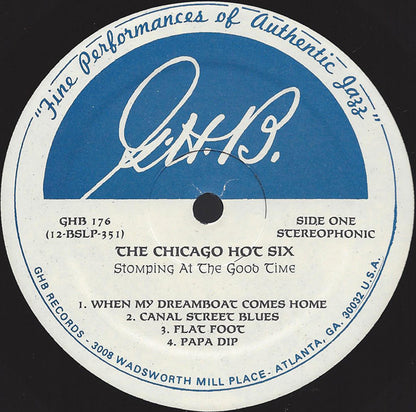 "Fine Performances of Authentic Jazz"
G.H.B.
GHB 176
(12-BSLP-351)
SIDE ONE
STEREOPHONIC
THE CHICAGO HOT SIX
Stomping At The Good Time
1. WHEN MY DREAMBOAT COMES HOME
2. CANAL STREET BLUES
3. FLAT FOOT
4. PAPA DIP
GHB RECORDS - 3008 WADSWORTH MILL PLACE - ATLANTA, GA. 30032 U.S.A.